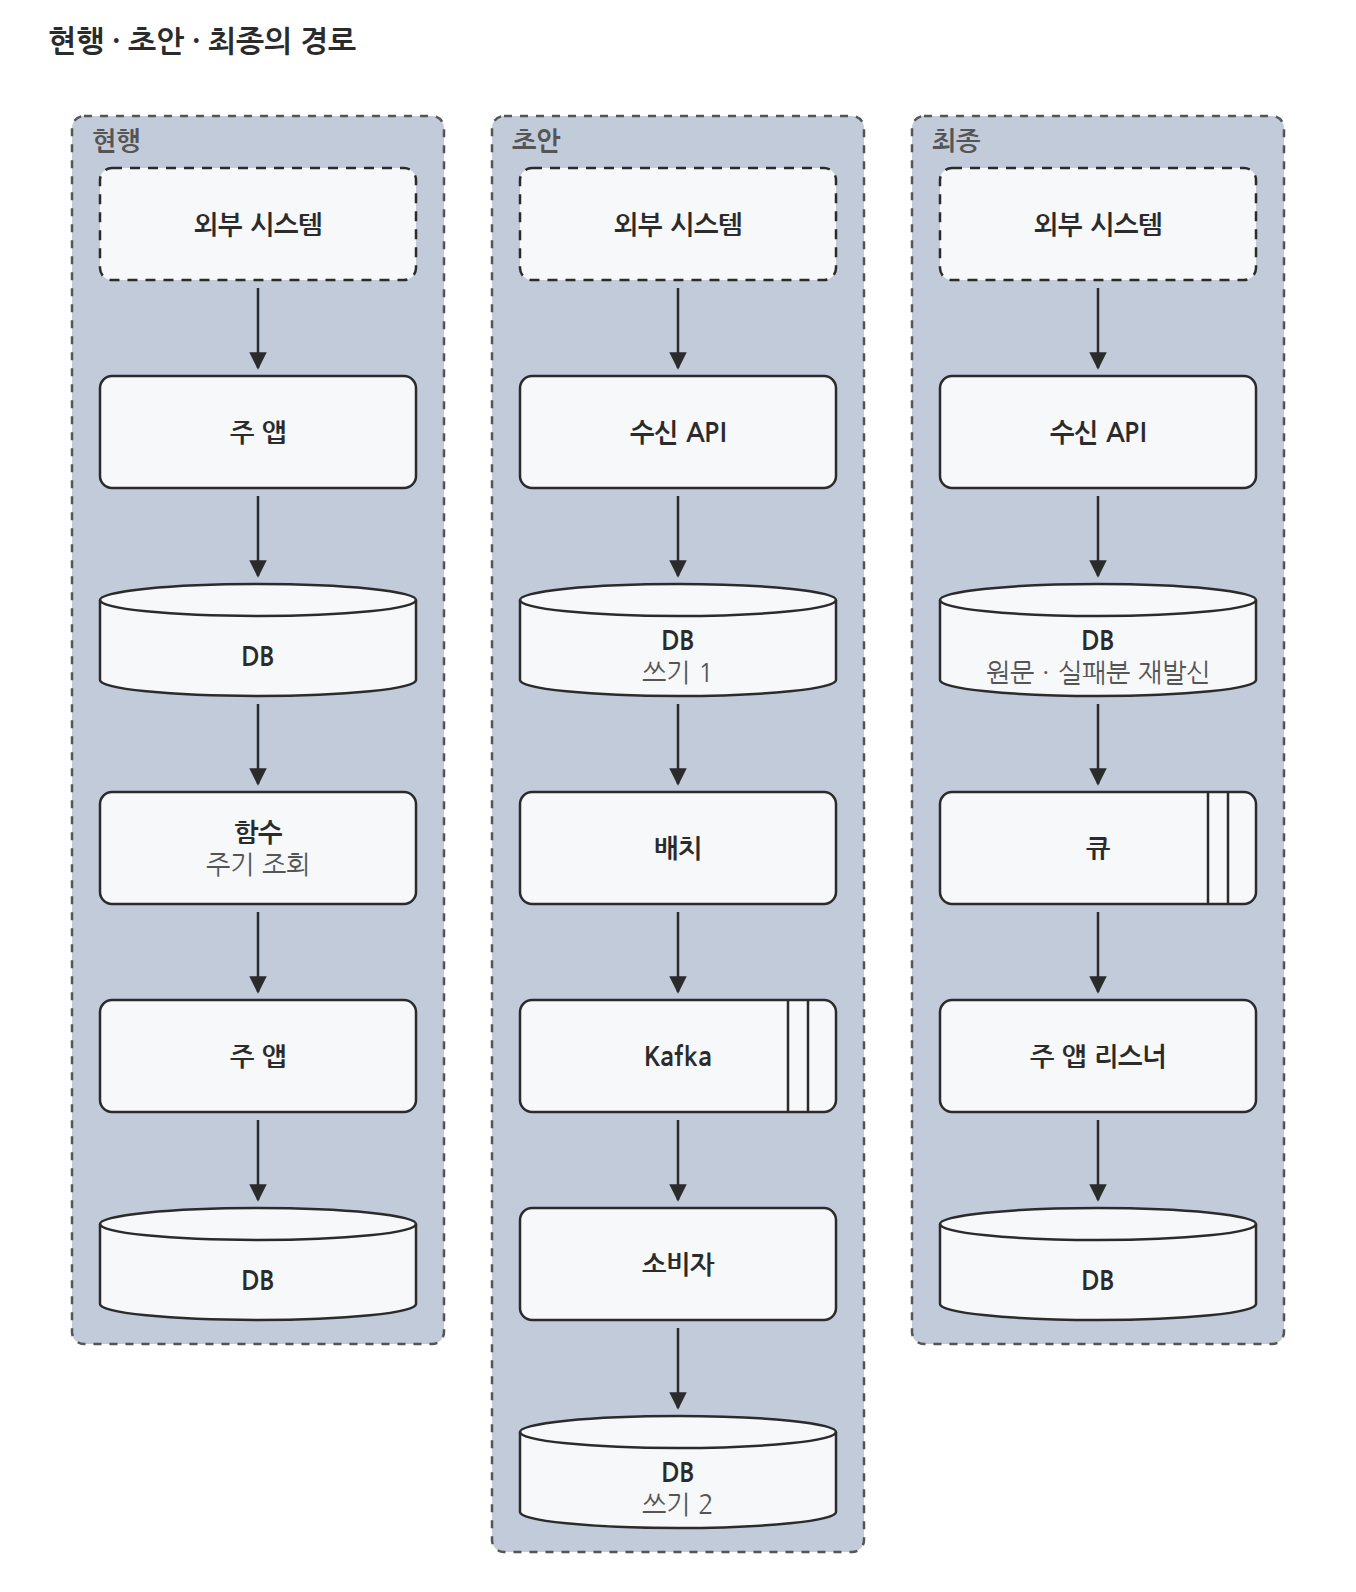 현행 · 초안 · 최종의 경로
현행
외부 시스템
주 앱
DB
함수
주기 조회
주 앱
DB
초안
외부 시스템
수신 API
DB
쓰기 1
배치
Kafka
소비자
DB
쓰기 2
최종
외부 시스템
수신 API
DB
원문 · 실패분 재발신
큐
주 앱 리스너
DB